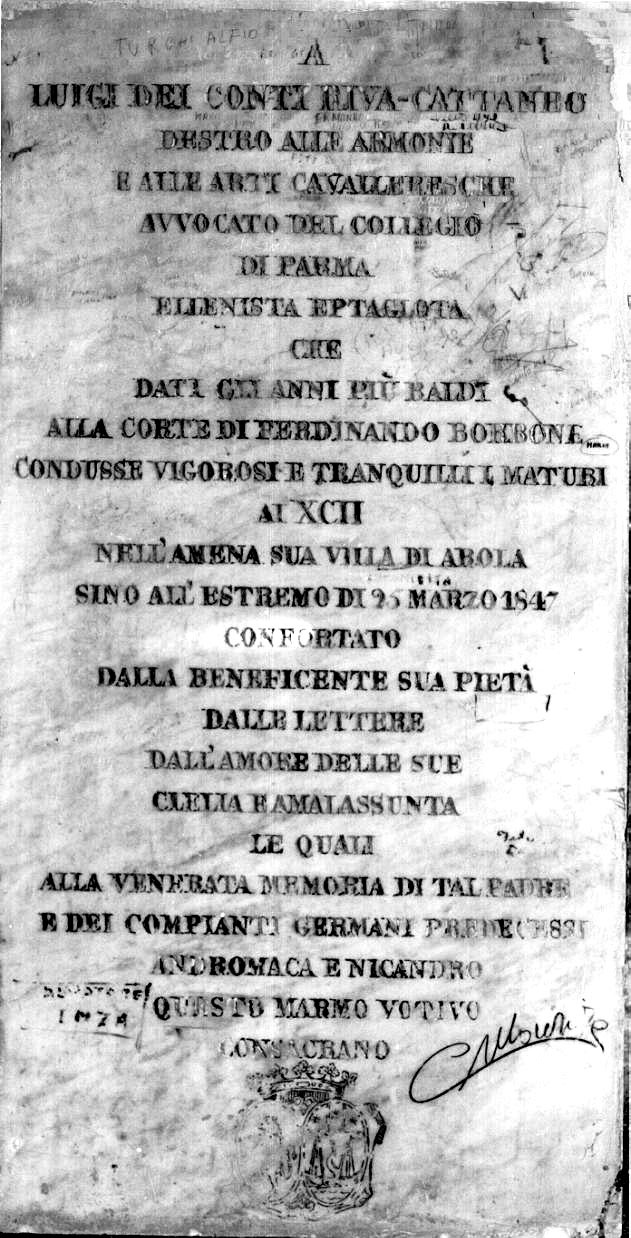 TURCHI ALFIO
A
LUIGI DEI CONTI RIVA-CATTANEO
DESTRO ALLE ARMONIE
E ALLE ARTI CAVALLERESCHE
AVVOCATO DEL COLLEGIO
DI PARMA
ELLENISTA EPTAGLOTA
CHE
DATI GLI ANNI PIÙ BALDI
ALLA CORTE DI FERDINANDO BORBONE
CONDUSSE VIGOROSI E TRANQUILLI I MATURI
AI XCII
NELL'AMENA SUA VILLA DI AROLA
SINO ALL'ESTREMO DI 25 MARZO 1847
CONFORTATO
DALLA BENEFICENTE SUA PIETÀ
DALLE LETTERE
DALL'AMORE DELLE SUE
CLELIA E AMALASSUNTA
LE QUALI
ALLA VENERATA MEMORIA DI TAL PADRE
E DEI COMPIANTI GERMANI PREDECESSI
ANDROMACA E NICANDRO
QUESTO MARMO VOTIVO
CONSACRANO